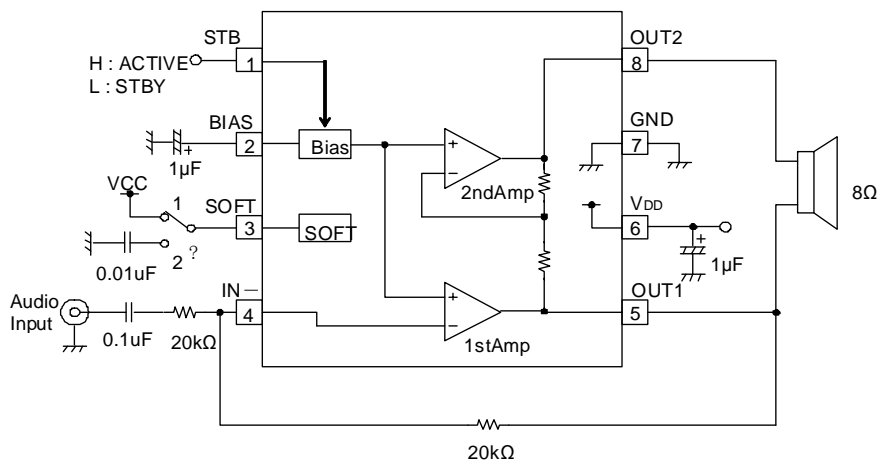 STB
1
H : ACTIVE
L : STBY
BIAS
2
1μF
+
Bias
VCC
1
SOFT
3
SOFT
2 ?
0.01uF
IN－
4
Audio
Input
0.1uF
20kΩ
+
－
2ndAmp
+
－
1stAmp
OUT2
8
GND
7
VDD
6
+
1μF
OUT1
5
8Ω
20kΩ